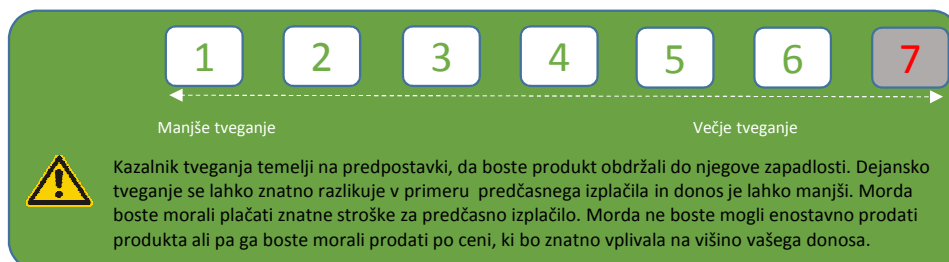 1 2 3 4 5 6 7
Manjše tveganje Večje tveganje
Kazalnik tveganja temelji na predpostavki, da boste produkt obdržali do njegove zapadlosti. Dejansko
tveganje se lahko znatno razlikuje v primeru predčasnega izplačila in donos je lahko manjši. Morda
boste morali plačati znatne stroške za predčasno izplačilo. Morda ne boste mogli enostavno prodati
produkta ali pa ga boste morali prodati po ceni, ki bo znatno vplivala na višino vašega donosa.